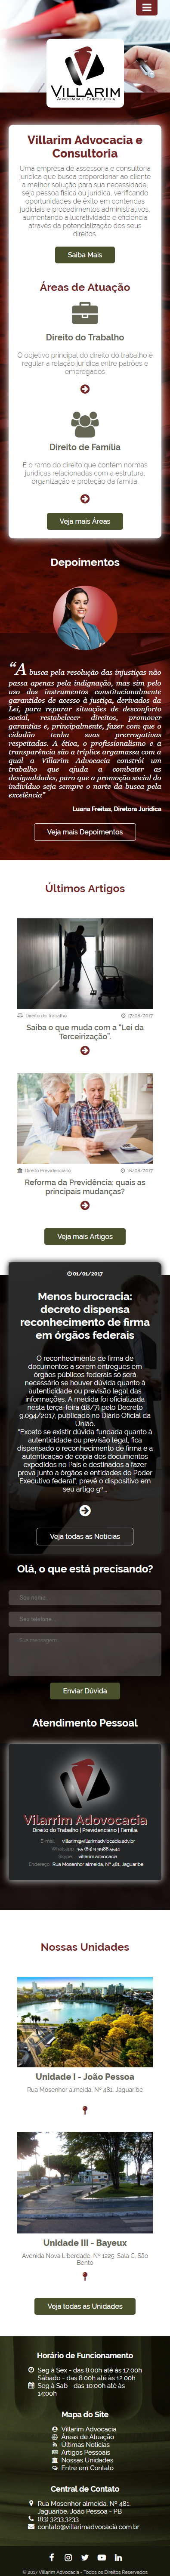 VILLARIM
ADVOCACIA E CONSULTORIA
Villarim Advocacia e
Consultoria
Uma empresa de assessoria e consultoria
jurídica que busca proporcionar ao cliente
a melhor solução para sua necessidade,
seja pessoa física ou jurídica, verificando
oportunidades de êxito em contendas
judiciais e procedimentos administrativos,
aumentando a lucratividade e eficiência
através da potencialização dos seus
direitos.
Saiba Mais
Áreas de Atuação
Direito do Trabalho
O objetivo principal do direito do trabalho é
regular a relação jurídica entre patrões e
empregados
Direito de Família
É o ramo do direito que contém normas
jurídicas relacionadas com a estrutura,
organização e proteção da família.
Veja mais Áreas
Depoimentos
“A busca pela resolução das injustiças não
passa apenas pela indignação, mas sim pelo
uso dos instrumentos constitucionalmente
garantidos de acesso à justiça, derivados da
Lei, para reparar situações de desconforto
social, restabelecer direitos, promover
garantias e, principalmente, fazer com que o
cidadão tenha suas prerrogativas
respeitadas. A ética, o profissionalismo e a
transparência são a tríplice argamassa com a
qual a Villarim Advocacia constrói um
trabalho que ajuda a combater as
desigualdades, para que a promoção social do
indivíduo seja sempre o norte da busca pela
excelência”
Luana Freitas, Diretora Jurídica
Veja mais Depoimentos
Últimos Artigos
Direito do Trabalho 17/08/2017
Saiba o que muda com a “Lei da
Terceirização”.
Direito Previdenciário 16/08/2017
Reforma da Previdência: quais as
principais mudanças?
Veja mais Artigos
01/01/2017
Menos burocracia:
decreto dispensa
reconhecimento de firma
em órgãos federais
O reconhecimento de firma de
documentos a serem entregues em
órgãos públicos federais só será
necessário se houver dúvida quanto à
autenticidade ou previsão legal das
informações. A medida foi oficializada
nesta terça-feira (18/7) pelo Decreto
9.094/2017, publicado no Diário Oficial da
União.
"Exceto se existir dúvida fundada quanto à
autenticidade ou previsão legal, fica
dispensado o reconhecimento de firma e a
autenticação de cópia dos documentos
expedidos no País e destinados a fazer
prova junto a órgãos e entidades do Poder
Executivo federal", prevê o dispositivo em
seu artigo 9º...
Veja todas as Notícias
Olá, o que está precisando?
Seu nome...
Seu telefone...
Sua mensagem...
Enviar Dúvida
Atendimento Pessoal
Villarrim Adovocacia
Direito do Trabalho | Previdenciário | Família
E-mail: villarim@villarimadvocacia.adv.br
Whatsapp: +55 (83) 9 9988.5544
Skype: villarim.advocacia
Endereço: Rua Mosenhor almeida, Nº 481, Jaguaribe
Nossas Unidades
Unidade I - João Pessoa
Rua Mosenhor almeida, Nº 481, Jaguaribe
Unidade III - Bayeux
Avenida Nova Liberdade, Nº 1225, Sala C, São
Bento
Veja todas as Unidades
Horário de Funcionamento
Seg à Sex - das 8:00h até às 17:00h
Sábado - das 8:00h até às 12:00h
Seg à Sab - das 10:00h até às
14:00h
Mapa do Site
Villarim Advocacia
Áreas de Atuação
Últimas Notícias
Artigos Pessoais
Nossas Unidades
Entre em Contato
Central de Contato
Rua Mosenhor almeida, Nº 481,
Jaguaribe, João Pessoa - PB
(83) 3233.3233
contato@villarimadvocacia.com.br
© 2017 Villarim Advocacia - Todos os Direitos Reservados